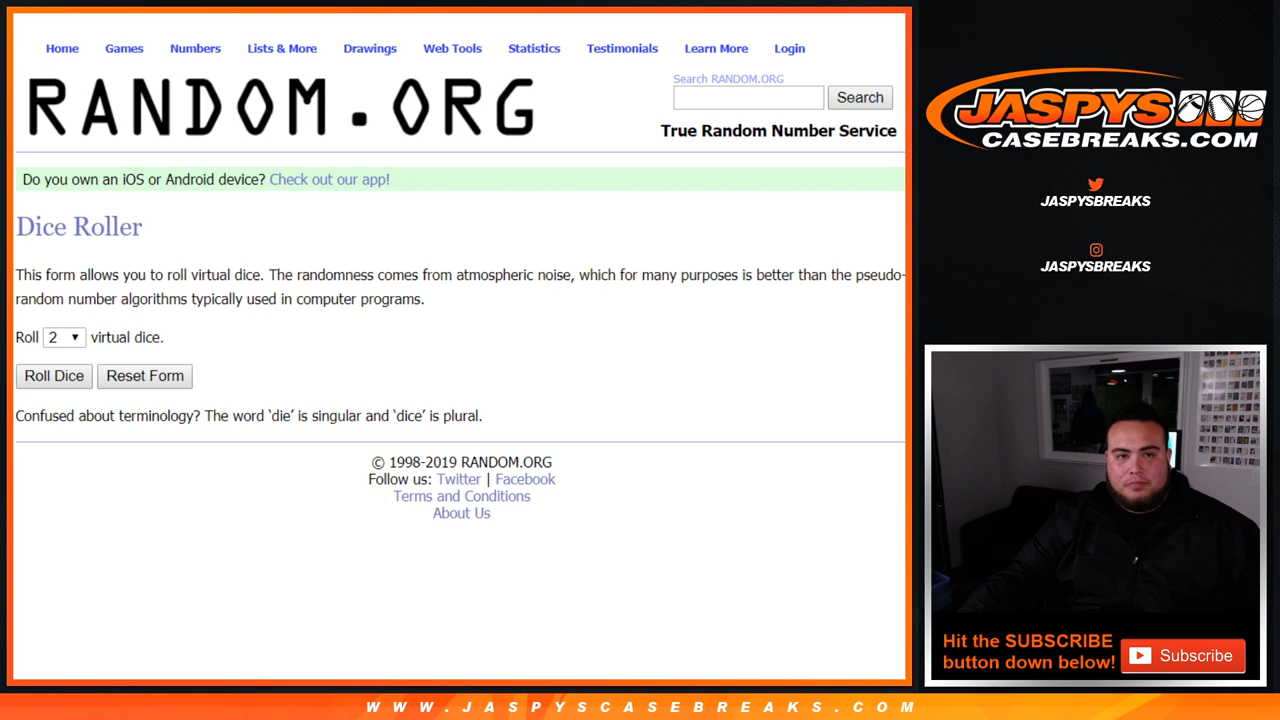 Home Games Numbers Lists & More Drawings Web Tools Statistics Testimonials Learn More Login
RANDOM.ORG
Search RANDOM.ORG
Search
True Random Number Service
Do you own an iOS or Android device? Check out our app!
Dice Roller
This form allows you to roll virtual dice. The randomness comes from atmospheric noise, which for many purposes is better than the pseudo-
random number algorithms typically used in computer programs.
Roll 2 virtual dice.
Roll Dice Reset Form
Confused about terminology? The word ‘die’ is singular and ‘dice’ is plural.
© 1998-2019 RANDOM.ORG
Follow us: Twitter | Facebook
Terms and Conditions
About Us
JASPYS
CASEBREAKS.COM
JASPYSBREAKS
JASPYSBREAKS
Hit the SUBSCRIBE
button down below!
Subscribe
WWW.JASPYSCASEBREAKS.COM